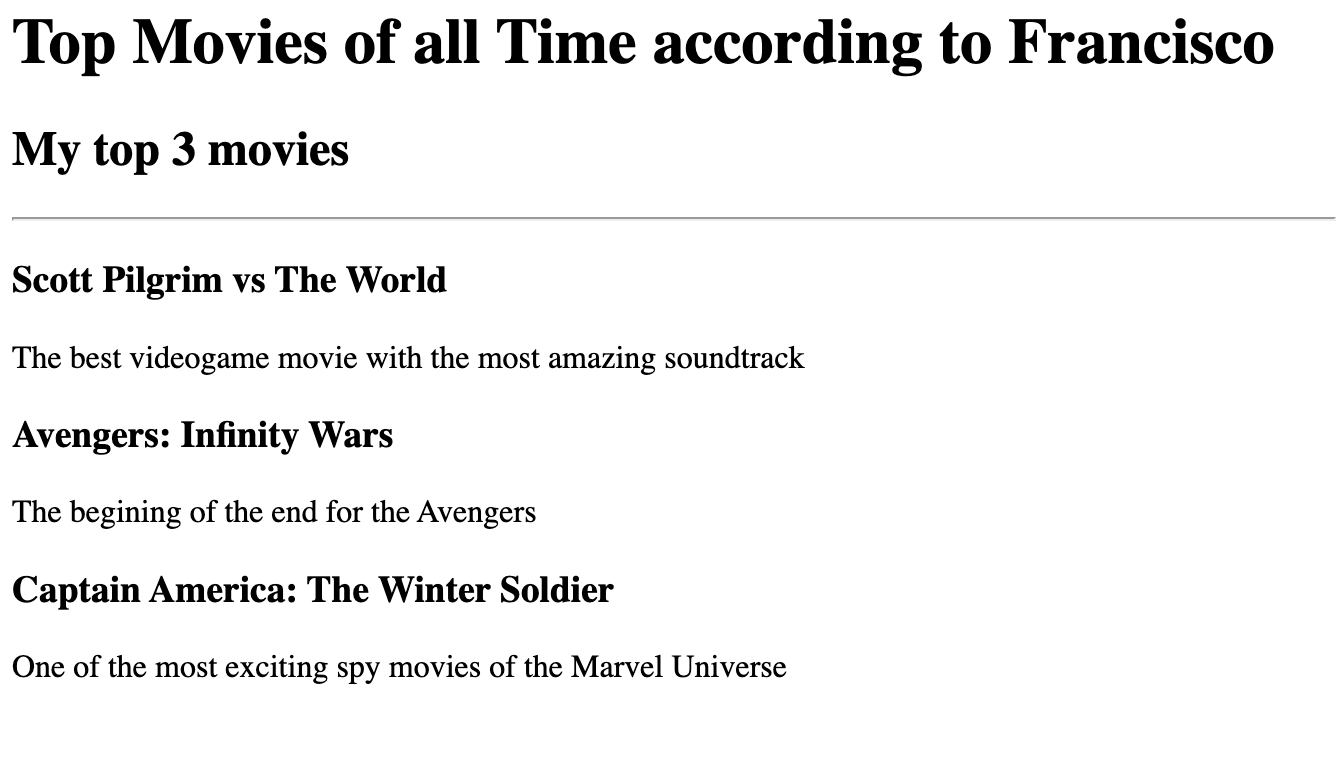 Top Movies of all Time according to Francisco
My top 3 movies
Scott Pilgrim vs The World
The best videogame movie with the most amazing soundtrack
Avengers: Infinity Wars
The begining of the end for the Avengers
Captain America: The Winter Soldier
One of the most exciting spy movies of the Marvel Universe